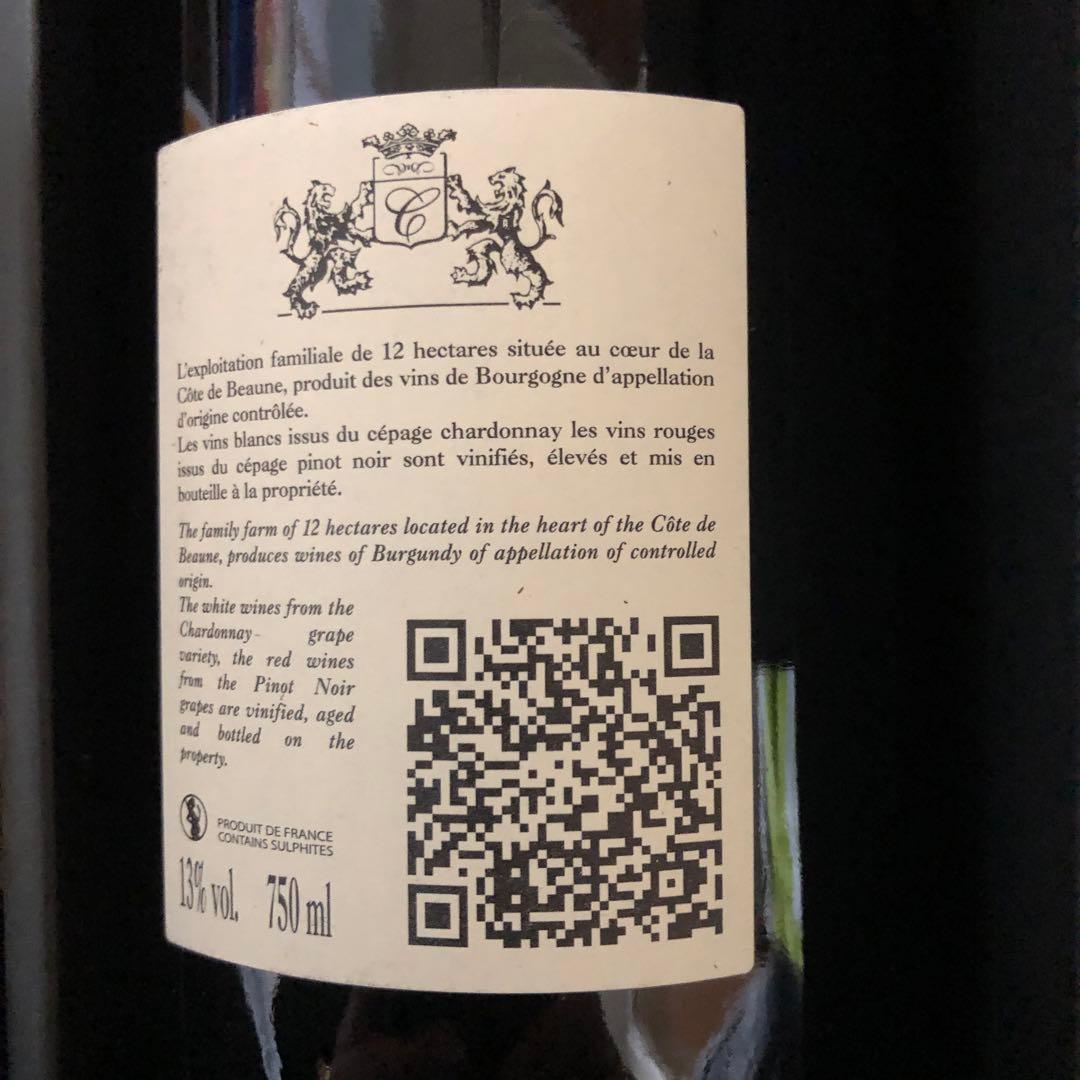 C
L'exploitation familiale de 12 hectares située au cœur de la
Côte de Beaune, produit des vins de Bourgogne d'appellation
d'origine contrôlée.
Les vins blancs issus du cépage chardonnay les vins rouges
issus du cépage pinot noir sont vinifiés, élevés et mis en
bouteille à la propriété.
The family farm of 12 hectares located in the heart of the Côte de
Beaune, produces wines of Burgundy of appellation of controlled
origin.
The white wines from the
Chardonnay- grape
variety, the red wines
from the Pinot Noir
grapes are vinified, aged
and bottled on the
property.
PRODUIT DE FRANCE
CONTAINS SULPHITES
13% vol. 750 ml